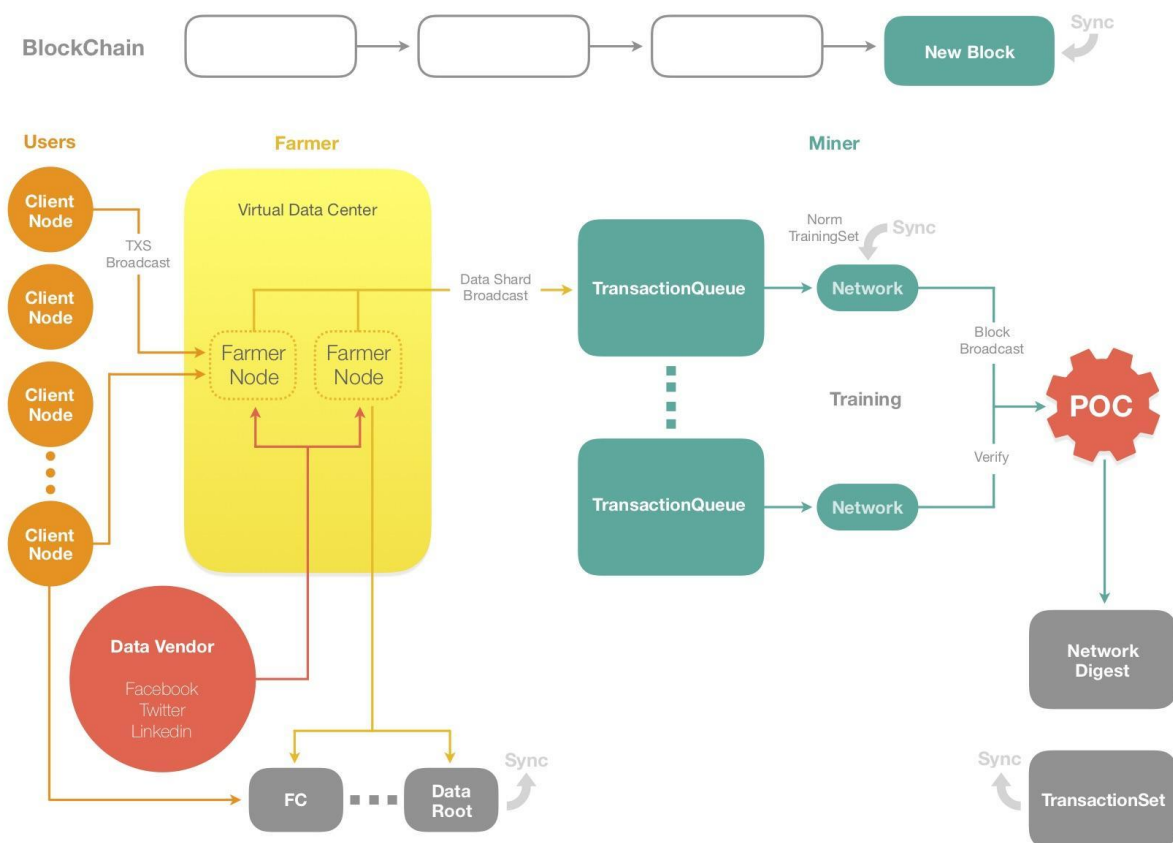 BlockChain
New Block
Sync
Users
Farmer
Miner
Client
Node
Client
Node
Client
Node
Client
Node
TXS
Broadcast
Virtual Data Center
Farmer
Node
Farmer
Node
Data Shard
Broadcast
TransactionQueue
TransactionQueue
Norm
TrainingSet
Sync
Network
Training
Network
Block
Broadcast
Verify
POC
Data Vendor
Facebook
Twitter
Linkedin
FC
Data
Root
Sync
Network
Digest
Sync
TransactionSet